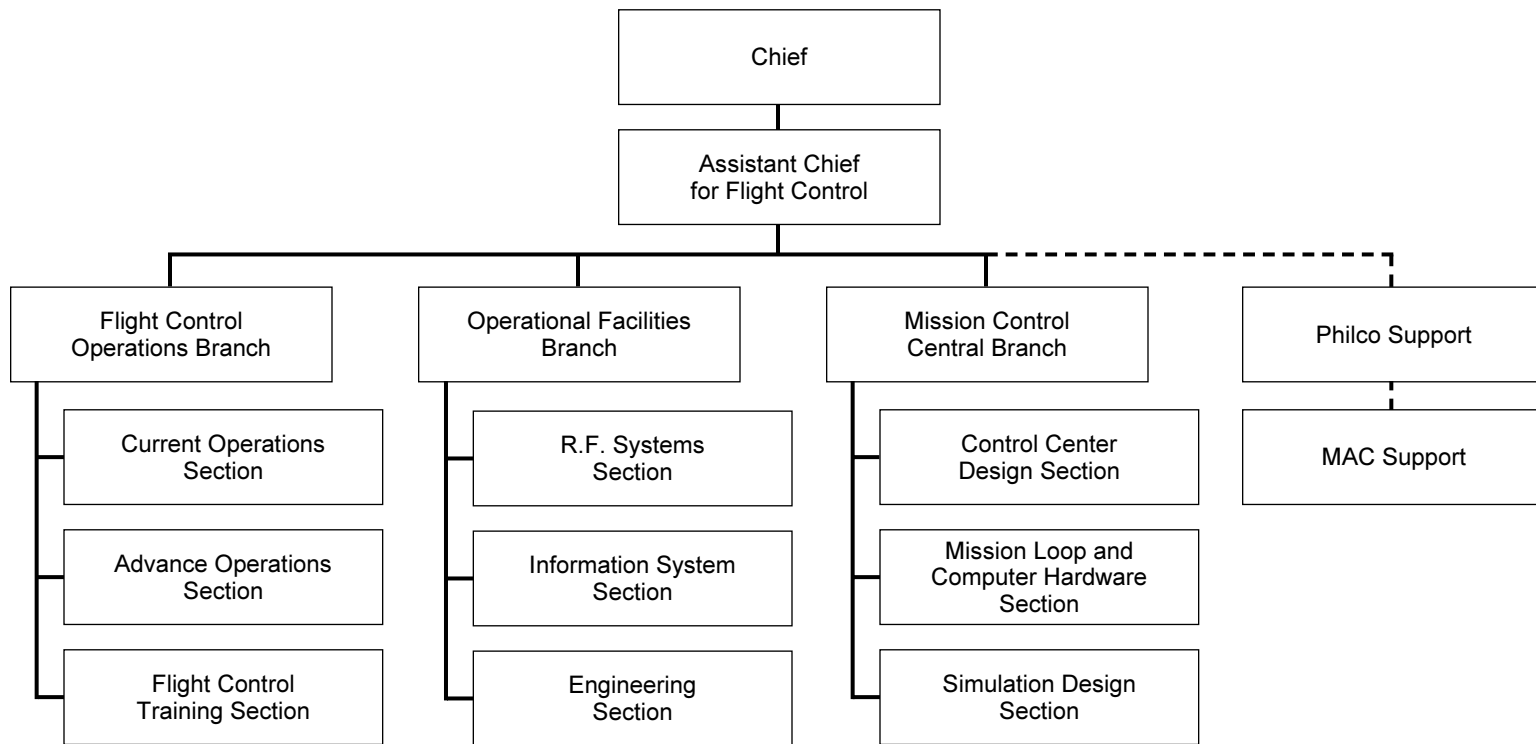 Chief
Assistant Chief
for Flight Control
Flight Control
Operations Branch
Operational Facilities
Branch
Mission Control
Central Branch
Philco Support
Current Operations
Section
R.F. Systems
Section
Control Center
Design Section
MAC Support
Advance Operations
Section
Information System
Section
Mission Loop and
Computer Hardware
Section
Flight Control
Training Section
Engineering
Section
Simulation Design
Section